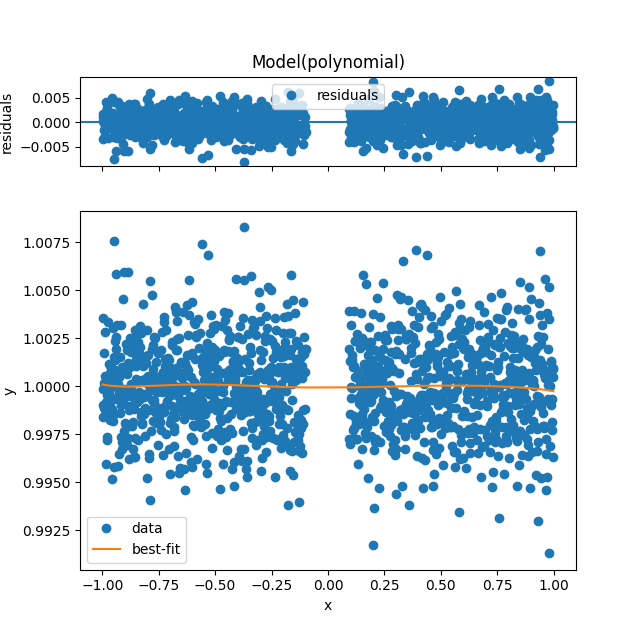 Model(polynomial)
residuals
0.005
0.000
−0.005
residuals
y
1.0075
1.0050
1.0025
1.0000
0.9975
0.9950
0.9925
data
best-fit
−1.00 −0.75 −0.50 −0.25 0.00 0.25 0.50 0.75 1.00
x